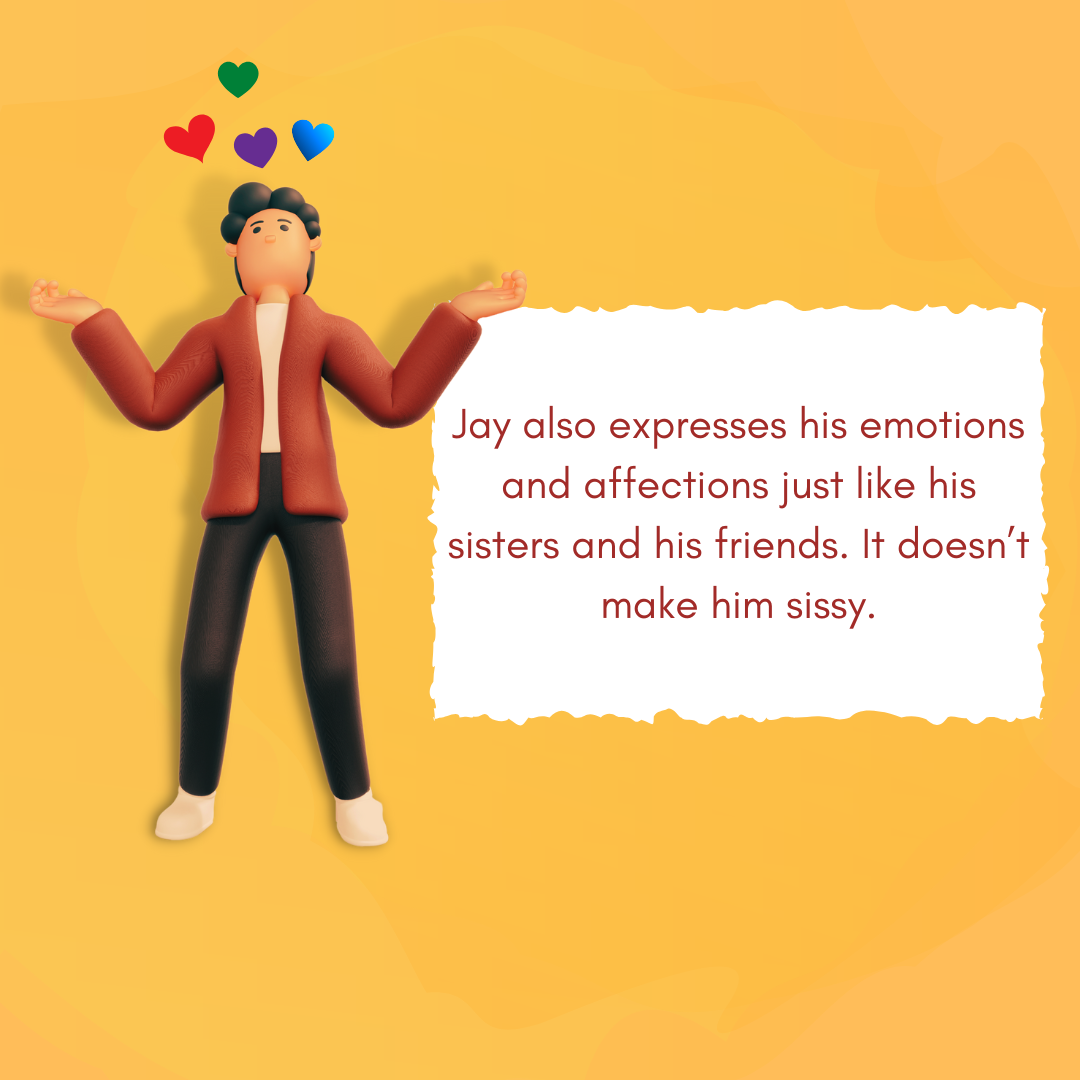 Jay also expresses his emotions
and affections just like his
sisters and his friends. It doesn’t
make him sissy.